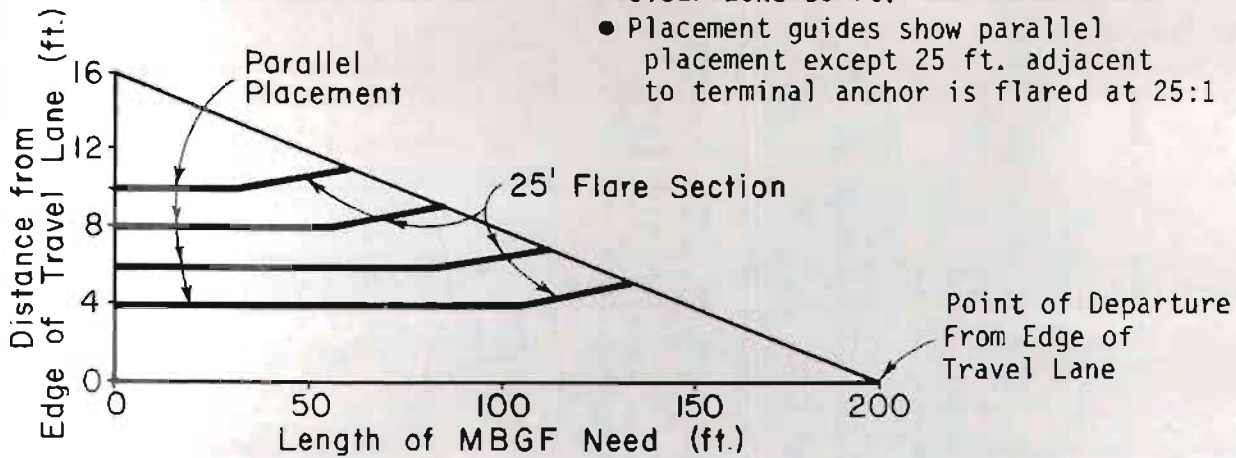 ● Placement guides show parallel
placement except 25 ft. adjacent
to terminal anchor is flared at 25:1
Parallel
Placement
25' Flare Section
Point of Departure
From Edge of
Travel Lane
Distance from
Edge of Travel Lane (ft.)
16
12
8
4
0
0 50 100 150 200
Length of MBGF Need (ft.)